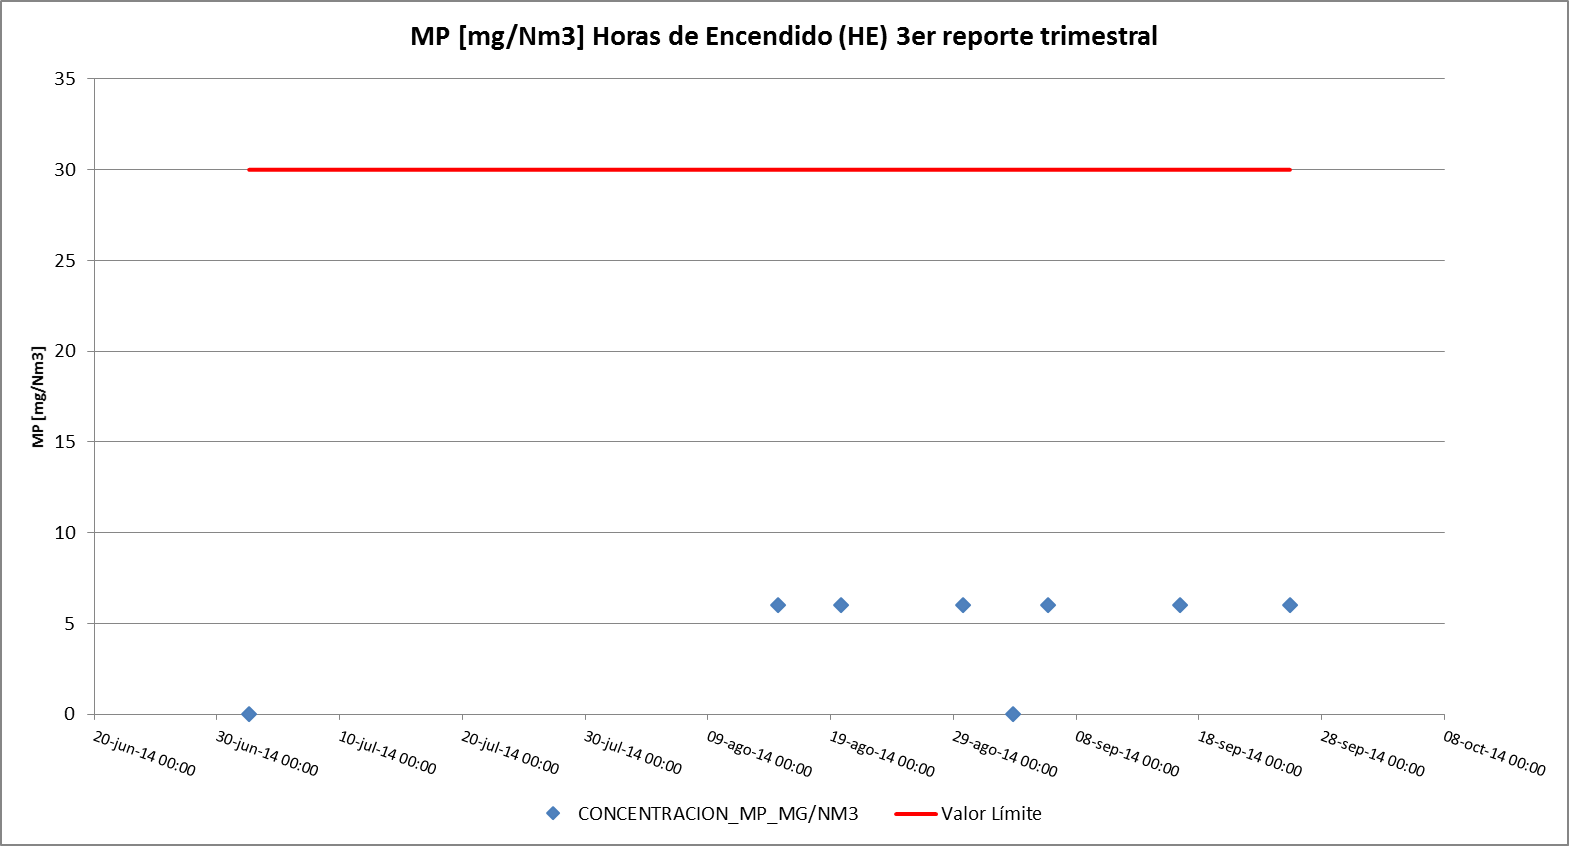 MP [mg/Nm3] Horas de Encendido (HE) 3er reporte trimestral
35
30
25
20
15
10
5
0
MP [mg/Nm3]
20-jun-14 00:00
30-jun-14 00:00
10-jul-14 00:00
20-jul-14 00:00
30-jul-14 00:00
09-ago-14 00:00
19-ago-14 00:00
29-ago-14 00:00
08-sep-14 00:00
18-sep-14 00:00
28-sep-14 00:00
08-oct-14 00:00
CONCENTRACION_MP_MG/NM3
Valor Límite